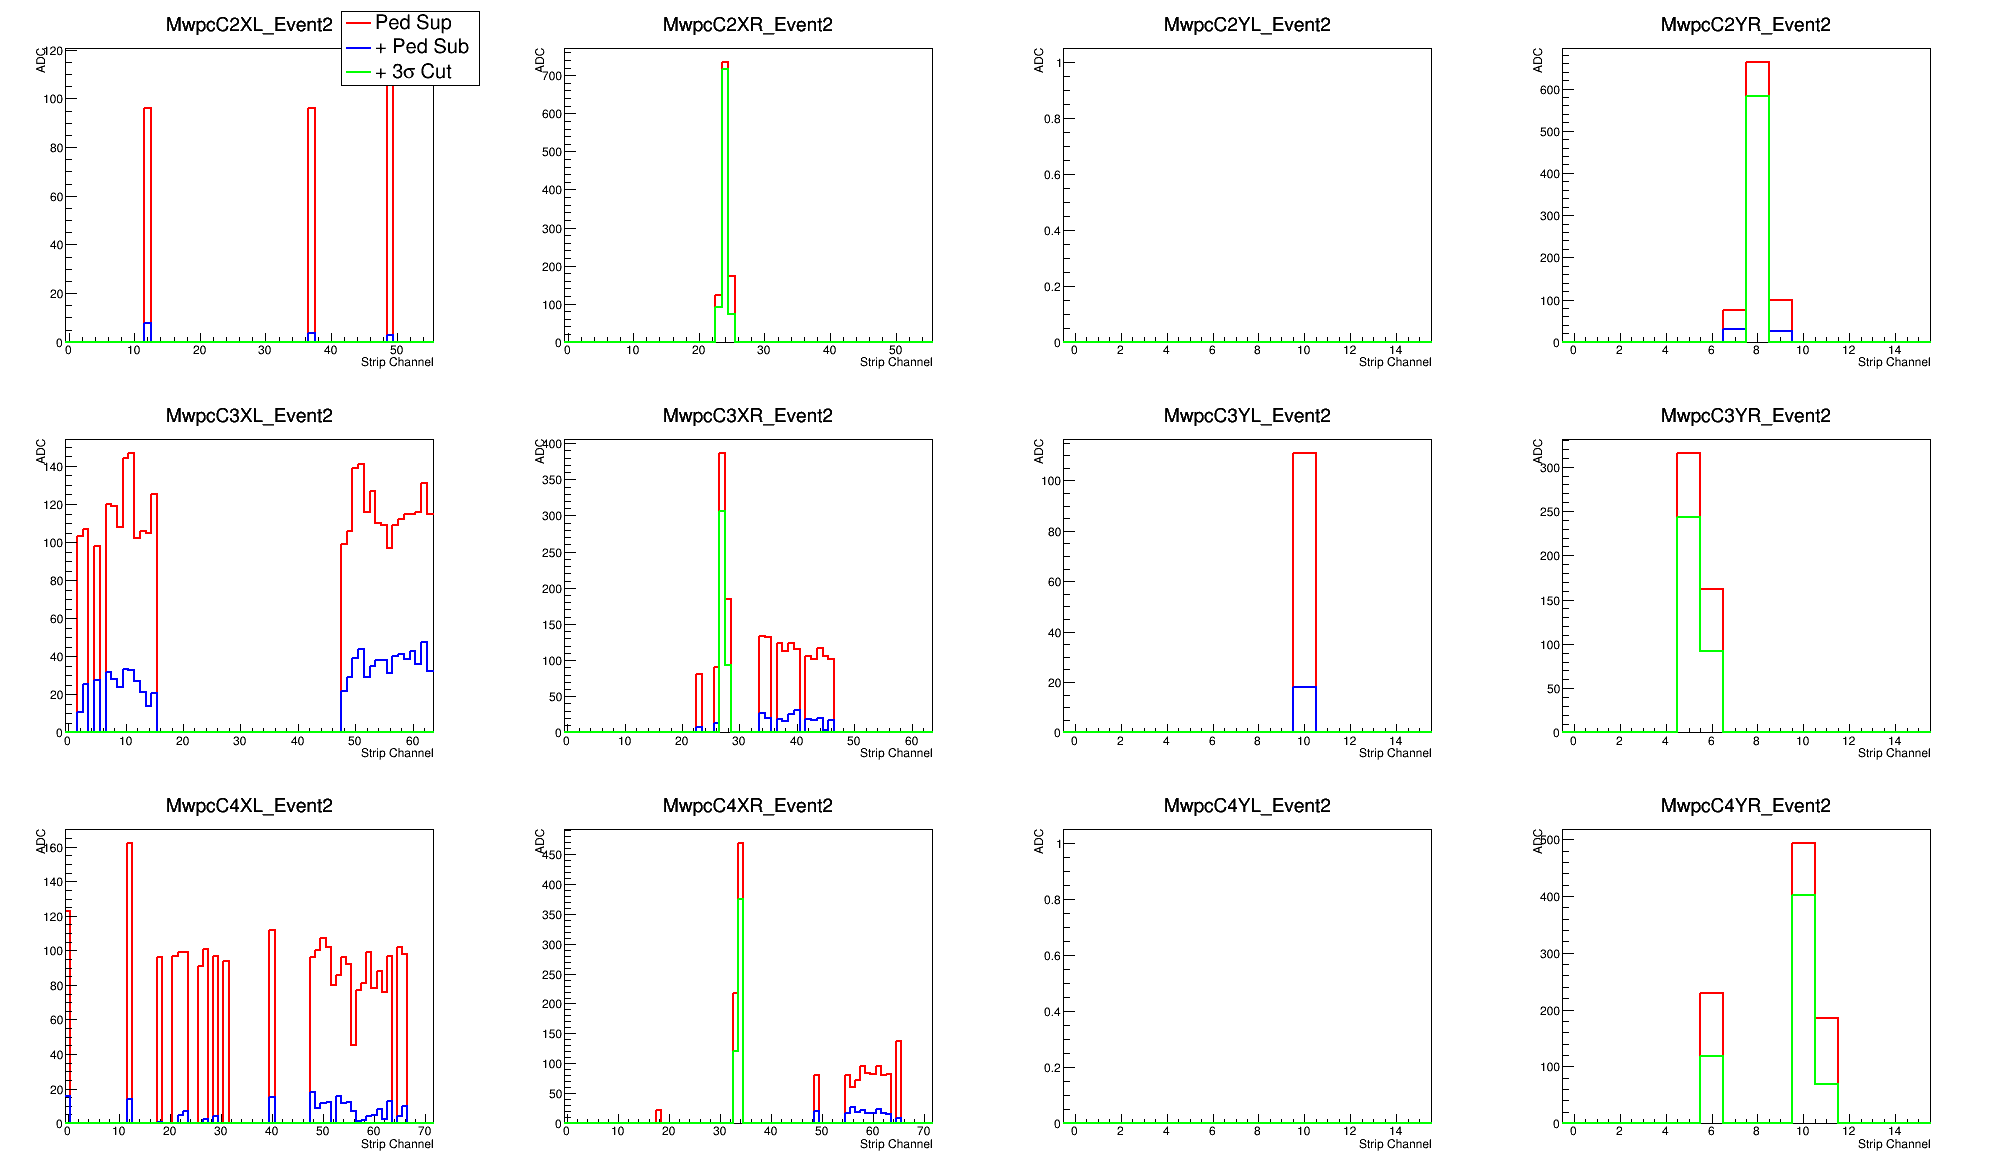 MwpcC2XL_Event2
Ped Sup
+ Ped Sub
+ 3σ Cut
ADC
120
100
80
60
40
20
0
0 10 20 30 40 50
Strip Channel
MwpcC2XR_Event2
ADC
700
600
500
400
300
200
100
0
0 10 20 30 40 50
Strip Channel
MwpcC2YL_Event2
ADC
1
0.8
0.6
0.4
0.2
0
0 2 4 6 8 10 12 14
Strip Channel
MwpcC2YR_Event2
ADC
600
500
400
300
200
100
0
0 2 4 6 8 10 12 14
Strip Channel
MwpcC3XL_Event2
ADC
140
120
100
80
60
40
20
0
0 10 20 30 40 50 60
Strip Channel
MwpcC3XR_Event2
ADC
400
350
300
250
200
150
100
50
0
0 10 20 30 40 50 60
Strip Channel
MwpcC3YL_Event2
ADC
100
80
60
40
20
0
0 2 4 6 8 10 12 14
Strip Channel
MwpcC3YR_Event2
ADC
300
250
200
150
100
50
0
0 2 4 6 8 10 12 14
Strip Channel
MwpcC4XL_Event2
ADC
160
140
120
100
80
60
40
20
0
0 10 20 30 40 50 60 70
Strip Channel
MwpcC4XR_Event2
ADC
450
400
350
300
250
200
150
100
50
0
0 10 20 30 40 50 60 70
Strip Channel
MwpcC4YL_Event2
ADC
1
0.8
0.6
0.4
0.2
0
0 2 4 6 8 10 12 14
Strip Channel
MwpcC4YR_Event2
ADC
500
400
300
200
100
0
0 2 4 6 8 10 12 14
Strip Channel